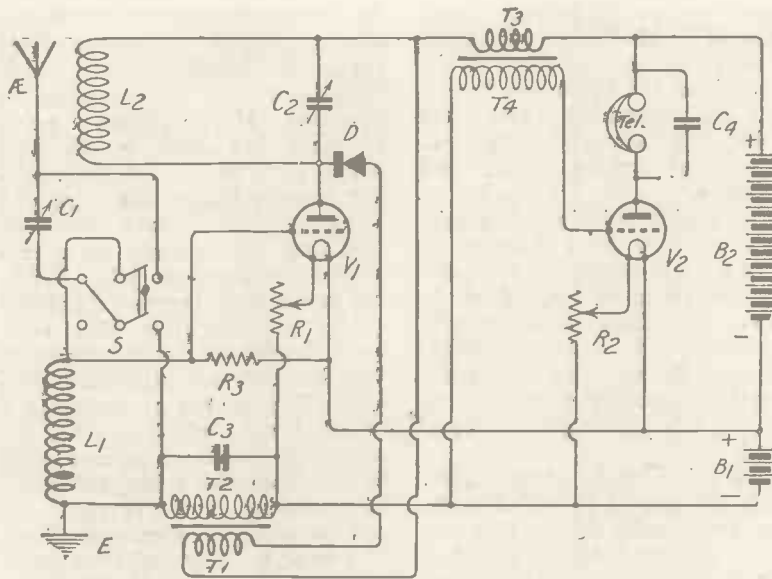 T3
Æ
L2
C2
D
T4
Tel.
C4
+
C1
V1
V2
B2
S
R1
R2
R3
-
L1
C3
+
B1
T2
-
E
T1